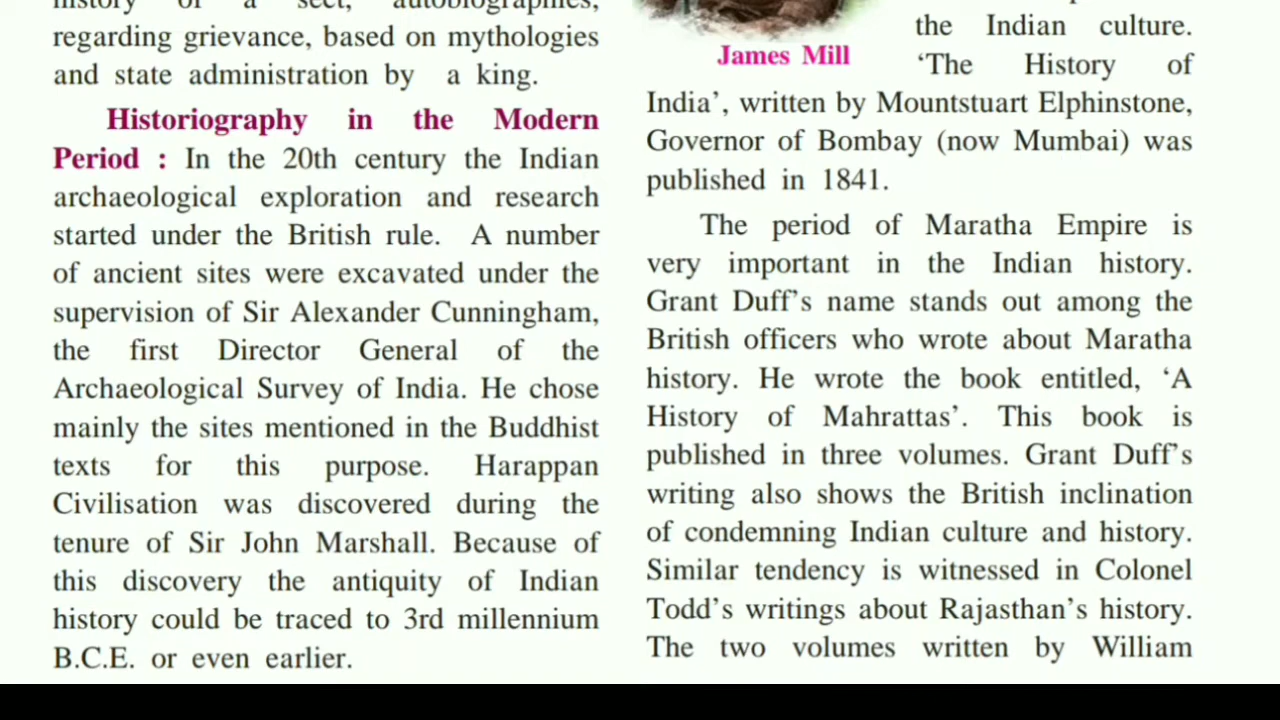 history of a sect, autobiographies,
regarding grievance, based on mythologies
and state administration by a king.
Historiography in the Modern
Period : In the 20th century the Indian
archaeological exploration and research
started under the British rule. A number
of ancient sites were excavated under the
supervision of Sir Alexander Cunningham,
the first Director General of the
Archaeological Survey of India. He chose
mainly the sites mentioned in the Buddhist
texts for this purpose. Harappan
Civilisation was discovered during the
tenure of Sir John Marshall. Because of
this discovery the antiquity of Indian
history could be traced to 3rd millennium
B.C.E. or even earlier.
James Mill
the Indian culture.
‘The History of
India’, written by Mountstuart Elphinstone,
Governor of Bombay (now Mumbai) was
published in 1841.
The period of Maratha Empire is
very important in the Indian history.
Grant Duff’s name stands out among the
British officers who wrote about Maratha
history. He wrote the book entitled, ‘A
History of Mahrattas’. This book is
published in three volumes. Grant Duff’s
writing also shows the British inclination
of condemning Indian culture and history.
Similar tendency is witnessed in Colonel
Todd’s writings about Rajasthan’s history.
The two volumes written by William